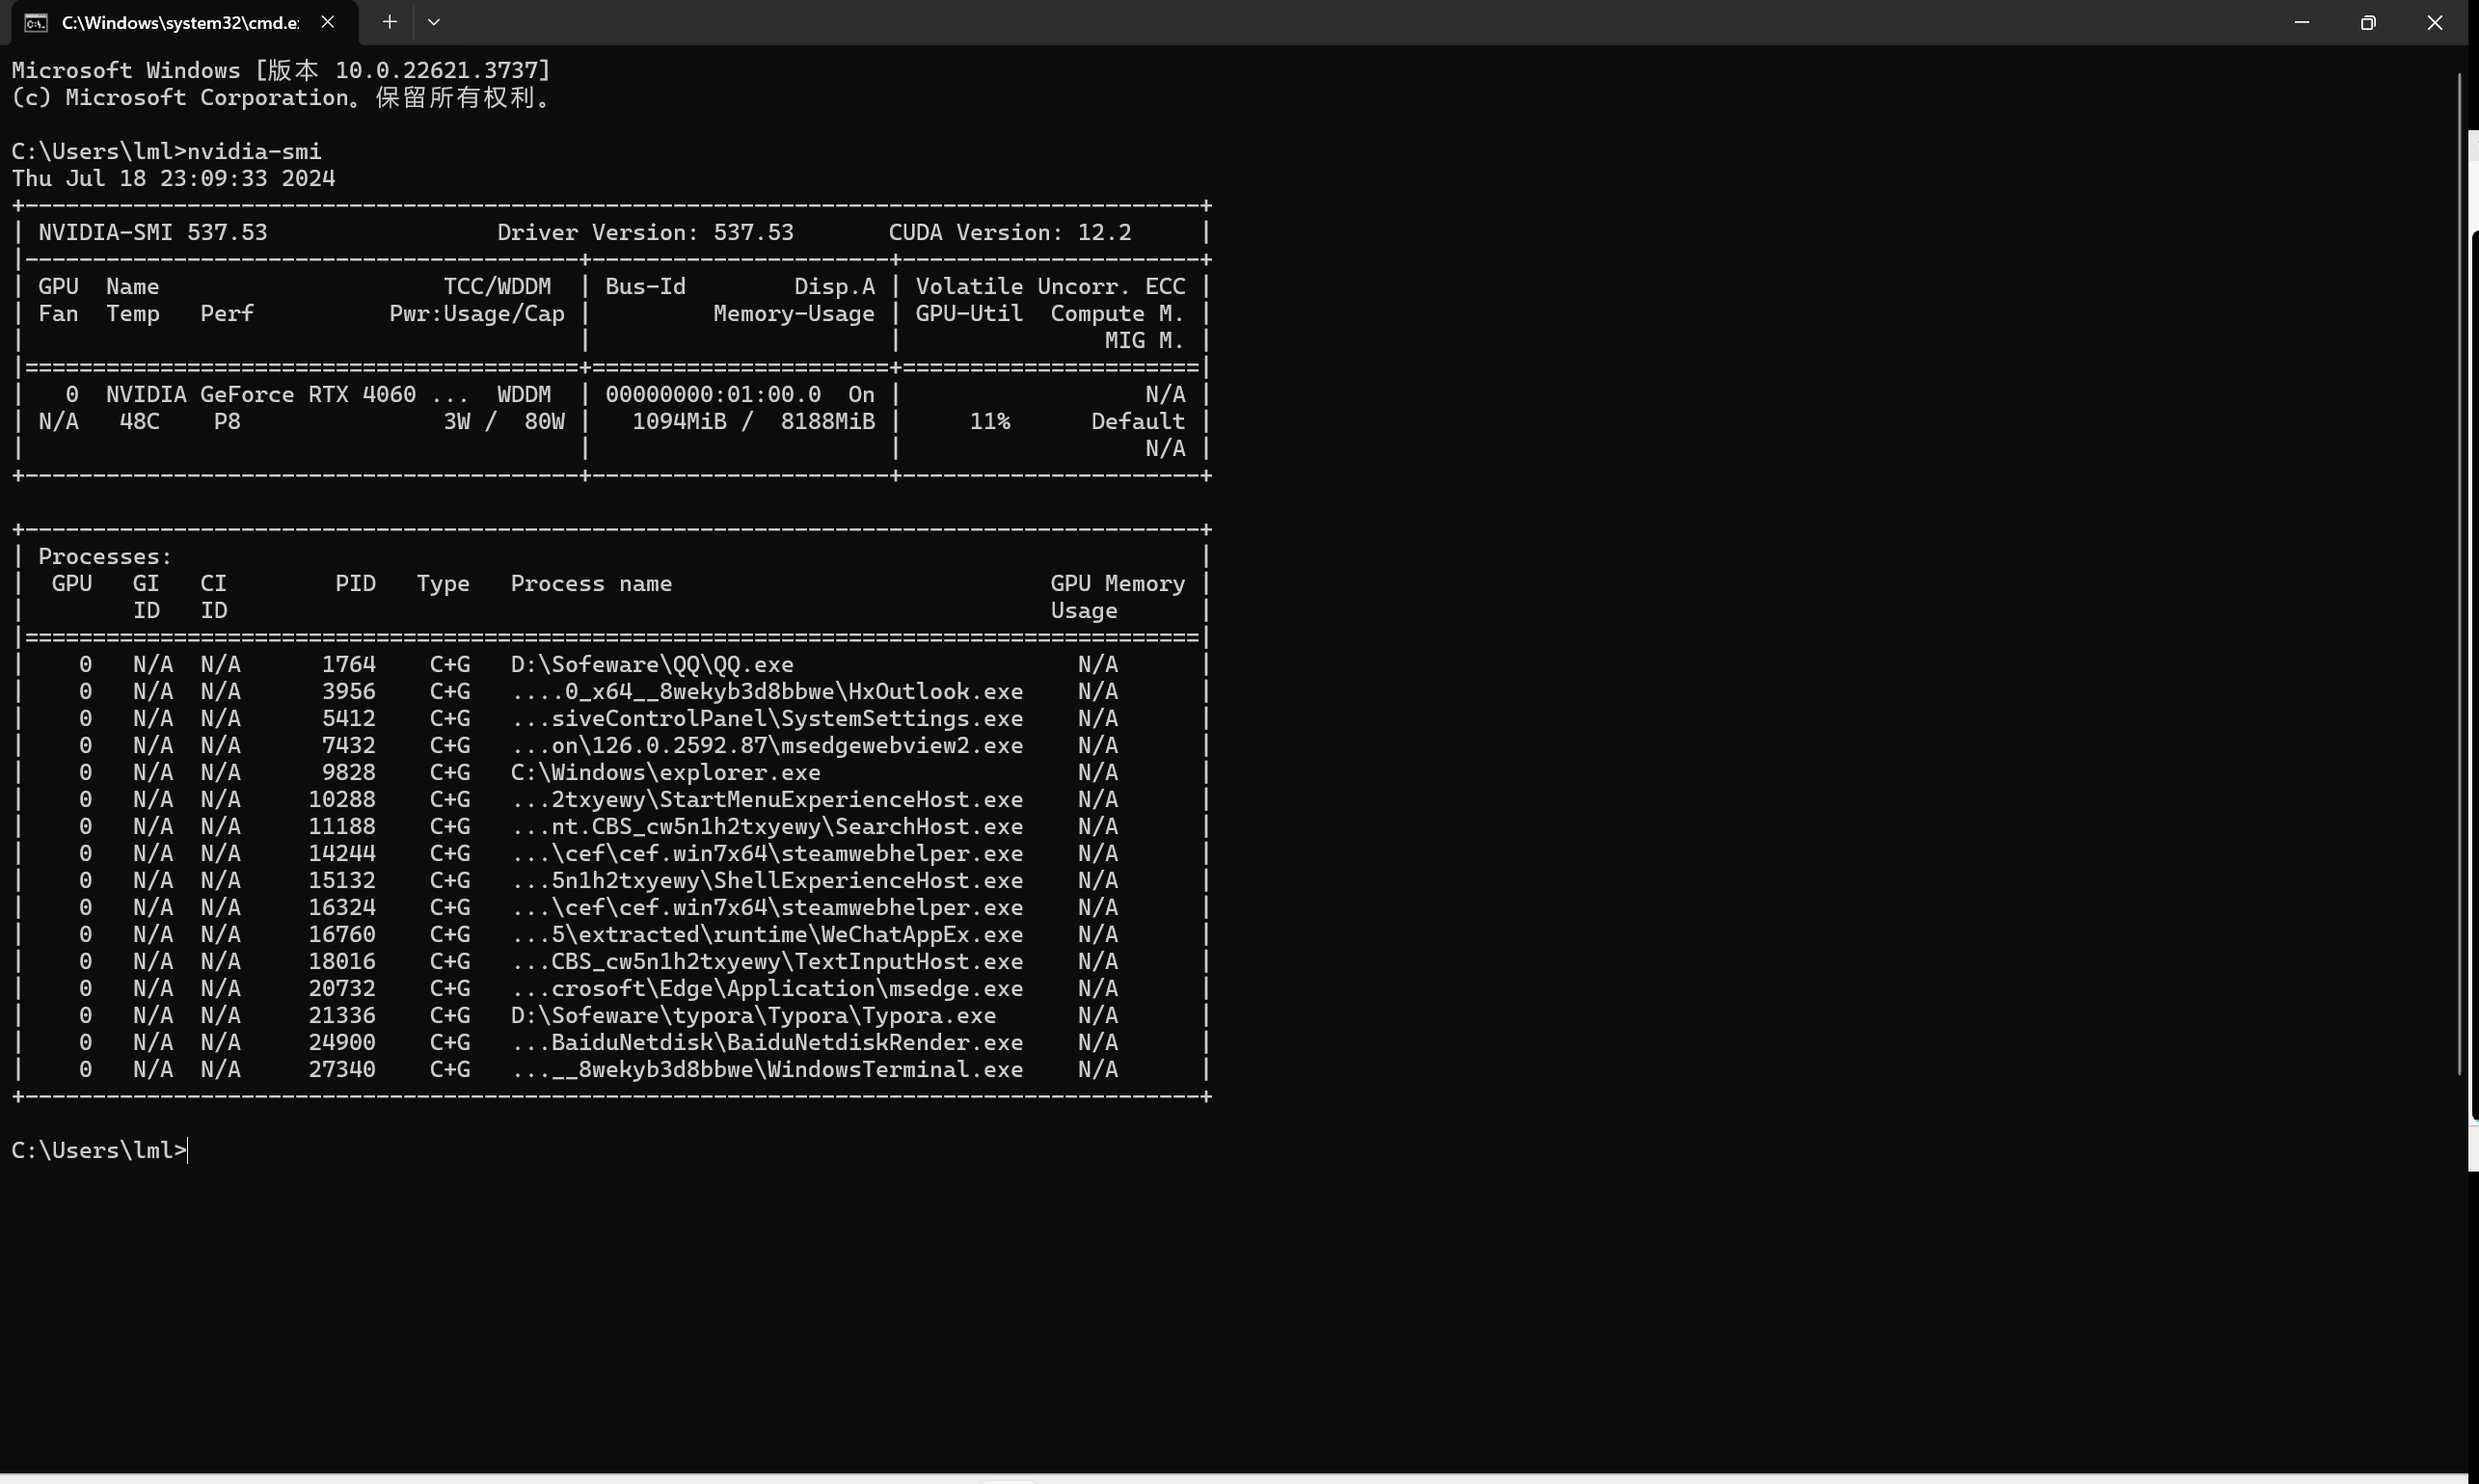 C:\Windows\system32\cmd.e
Microsoft Windows [版本 10.0.22621.3737]
(c) Microsoft Corporation。保留所有权利。
C:\Users\lml>nvidia-smi
Thu Jul 18 23:09:33 2024
+---------------------------------------------------------------------------------------+
| NVIDIA-SMI 537.53                 Driver Version: 537.53       CUDA Version: 12.2     |
|-----------------------------------------+----------------------+----------------------+
| GPU  Name                     TCC/WDDM  | Bus-Id        Disp.A | Volatile Uncorr. ECC |
| Fan  Temp   Perf          Pwr:Usage/Cap |         Memory-Usage | GPU-Util  Compute M. |
|                                         |                      |               MIG M. |
|=========================================+======================+======================|
|   0  NVIDIA GeForce RTX 4060 ...  WDDM  | 00000000:01:00.0  On |                  N/A |
| N/A   48C    P8               3W /  80W |   1094MiB /  8188MiB |     11%      Default |
|                                         |                      |                  N/A |
+-----------------------------------------+----------------------+----------------------+
+---------------------------------------------------------------------------------------+
| Processes:                                                                            |
|  GPU   GI   CI        PID   Type   Process name                            GPU Memory |
|        ID   ID                                                             Usage      |
|=======================================================================================|
|    0   N/A  N/A      1764    C+G   D:\Sofeware\QQ\QQ.exe                     N/A      |
|    0   N/A  N/A      3956    C+G   ....0_x64__8wekyb3d8bbwe\HxOutlook.exe    N/A      |
|    0   N/A  N/A      5412    C+G   ...siveControlPanel\SystemSettings.exe    N/A      |
|    0   N/A  N/A      7432    C+G   ...on\126.0.2592.87\msedgewebview2.exe    N/A      |
|    0   N/A  N/A      9828    C+G   C:\Windows\explorer.exe                   N/A      |
|    0   N/A  N/A     10288    C+G   ...2txyewy\StartMenuExperienceHost.exe    N/A      |
|    0   N/A  N/A     11188    C+G   ...nt.CBS_cw5n1h2txyewy\SearchHost.exe    N/A      |
|    0   N/A  N/A     14244    C+G   ...\cef\cef.win7x64\steamwebhelper.exe    N/A      |
|    0   N/A  N/A     15132    C+G   ...5n1h2txyewy\ShellExperienceHost.exe    N/A      |
|    0   N/A  N/A     16324    C+G   ...\cef\cef.win7x64\steamwebhelper.exe    N/A      |
|    0   N/A  N/A     16760    C+G   ...5\extracted\runtime\WeChatAppEx.exe    N/A      |
|    0   N/A  N/A     18016    C+G   ...CBS_cw5n1h2txyewy\TextInputHost.exe    N/A      |
|    0   N/A  N/A     20732    C+G   ...crosoft\Edge\Application\msedge.exe    N/A      |
|    0   N/A  N/A     21336    C+G   D:\Sofeware\typora\Typora\Typora.exe      N/A      |
|    0   N/A  N/A     24900    C+G   ...BaiduNetdisk\BaiduNetdiskRender.exe    N/A      |
|    0   N/A  N/A     27340    C+G   ...__8wekyb3d8bbwe\WindowsTerminal.exe    N/A      |
+---------------------------------------------------------------------------------------+
C:\Users\lml>